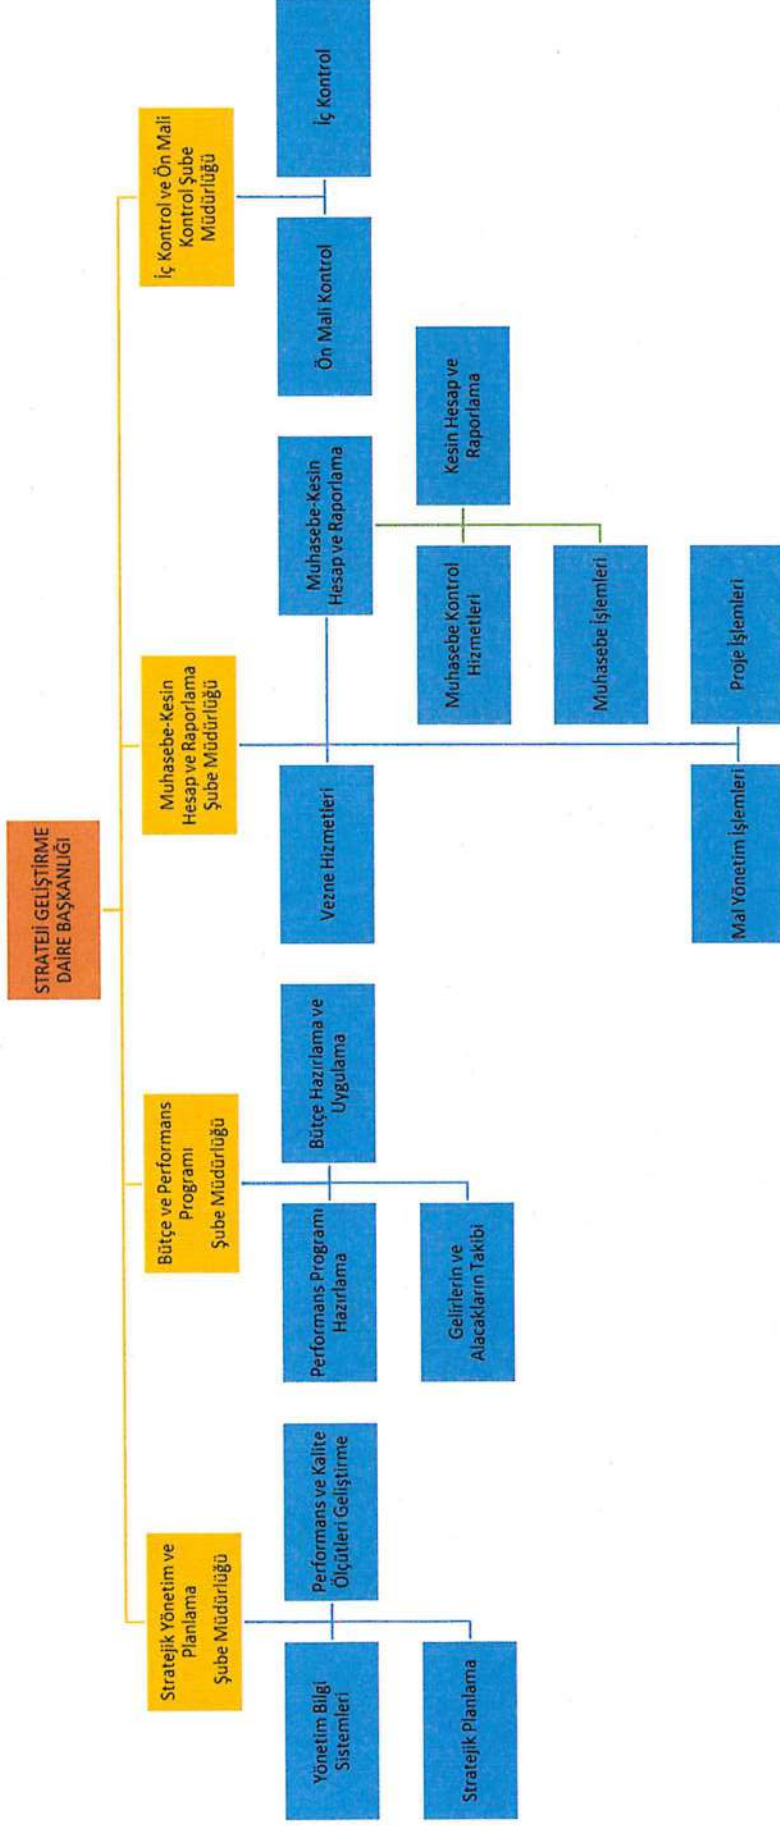 STRATEJİ GELİŞTİRME
DAİRE BAŞKANLIĞI
Stratejik Yönetim ve
Planlama
Şube Müdürlüğü
Yönetim Bilgi
Sistemleri
Performans ve Kalite
Ölçütleri Geliştirme
Stratejik Planlama
Bütçe ve Performans
Programı
Şube Müdürlüğü
Performans Programı
Hazırlama
Bütçe Hazırlama ve
Uygulama
Gelirlerin ve
Alacakların Takibi
Muhasebe-Kesin
Hesap ve Raporlama
Şube Müdürlüğü
Vezne Hizmetleri
Muhasebe-Kesin
Hesap ve Raporlama
Muhasebe Kontrol
Hizmetleri
Kesin Hesap ve
Raporlama
Muhasebe İşlemleri
Mal Yönetim İşlemleri
Proje İşlemleri
İç Kontrol ve Ön Mali
Kontrol Şube
Müdürlüğü
Ön Mali Kontrol
İç Kontrol